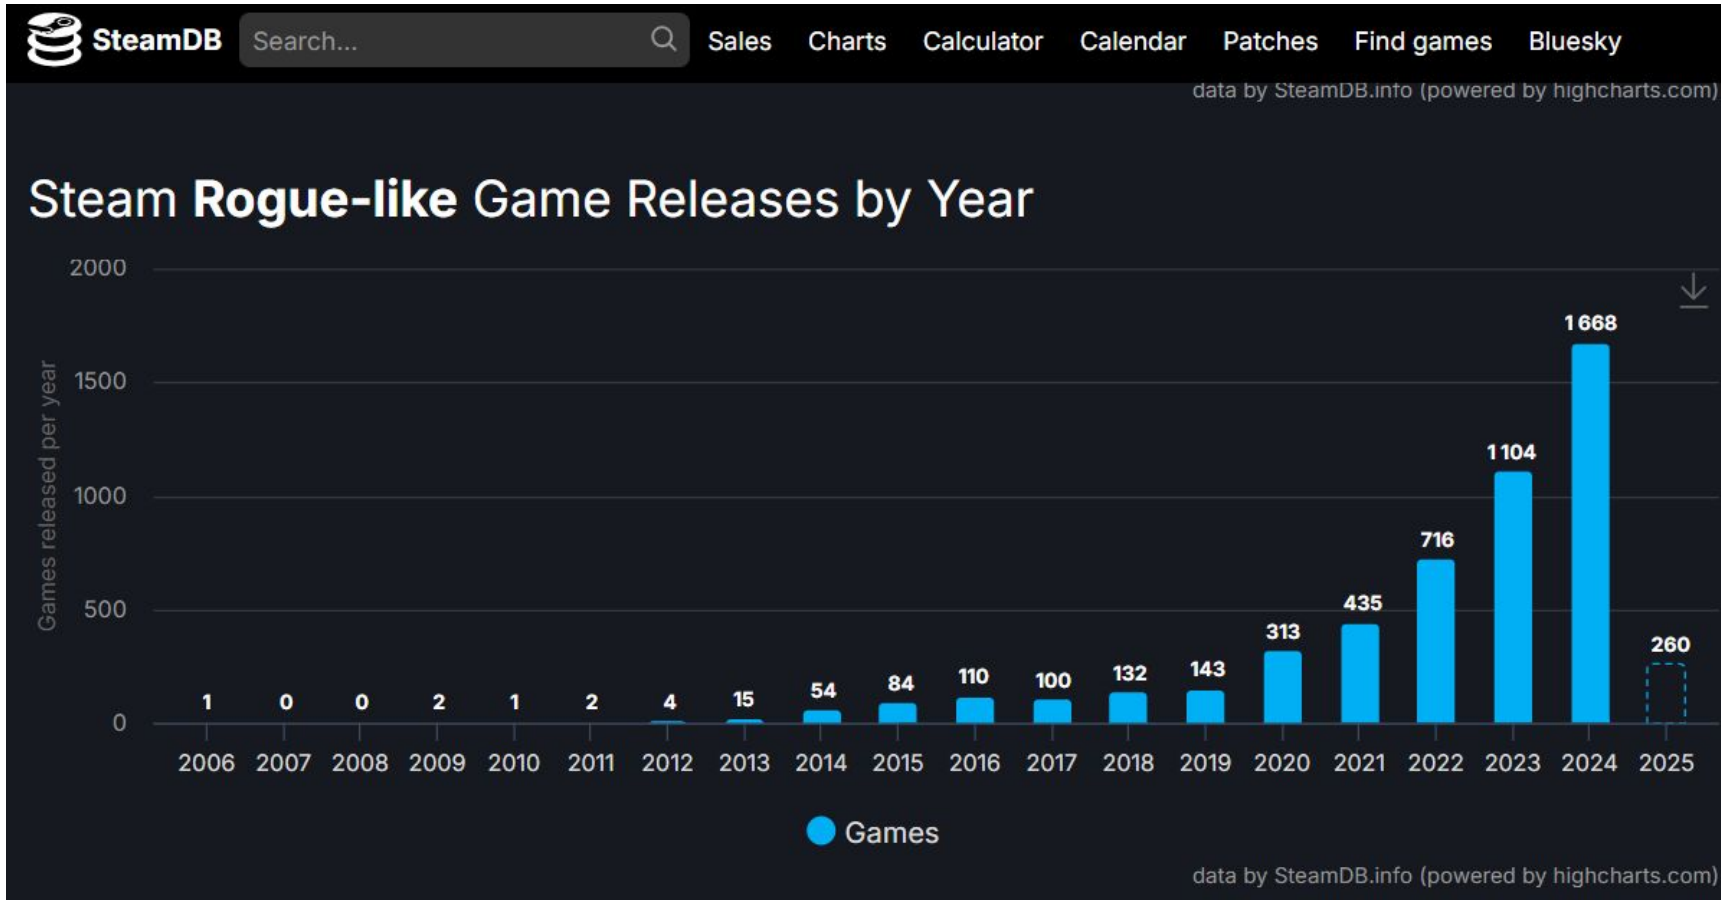 SteamDB Search... Sales Charts Calculator Calendar Patches Find games Bluesky
data by SteamDB.info (powered by highcharts.com)
Steam Rogue-like Game Releases by Year
Games released per year
2000
1500
1000
500
0
1 0 0 2 1 2 4 15 54 84 110 100 132 143 313 435 716 1 104 1 668 260
2006 2007 2008 2009 2010 2011 2012 2013 2014 2015 2016 2017 2018 2019 2020 2021 2022 2023 2024 2025
Games
data by SteamDB.info (powered by highcharts.com)